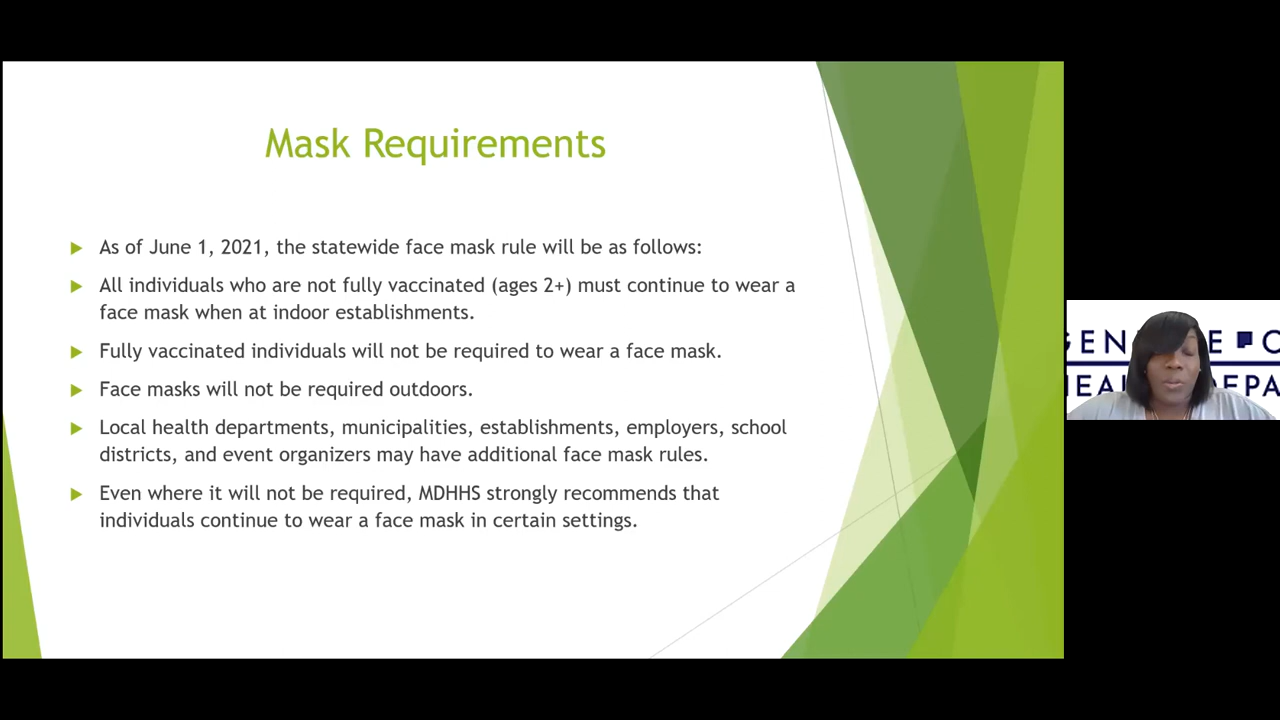 Mask Requirements
As of June 1, 2021, the statewide face mask rule will be as follows:
All individuals who are not fully vaccinated (ages 2+) must continue to wear a
face mask when at indoor establishments.
Fully vaccinated individuals will not be required to wear a face mask.
Face masks will not be required outdoors.
Local health departments, municipalities, establishments, employers, school
districts, and event organizers may have additional face mask rules.
Even where it will not be required, MDHHS strongly recommends that
individuals continue to wear a face mask in certain settings.